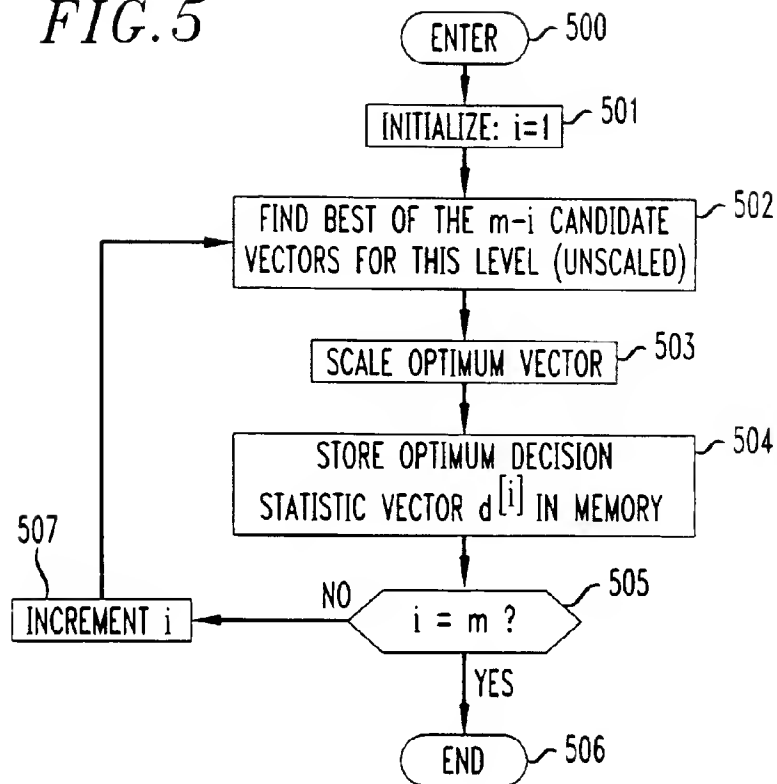 FIG. 5
ENTER
500
INITIALIZE: i=1
501
FIND BEST OF THE m-i CANDIDATE
VECTORS FOR THIS LEVEL (UNSCALED)
502
SCALE OPTIMUM VECTOR
503
STORE OPTIMUM DECISION
STATISTIC VECTOR d[i] IN MEMORY
504
507
INCREMENT i
NO
i = m ?
505
YES
END
506